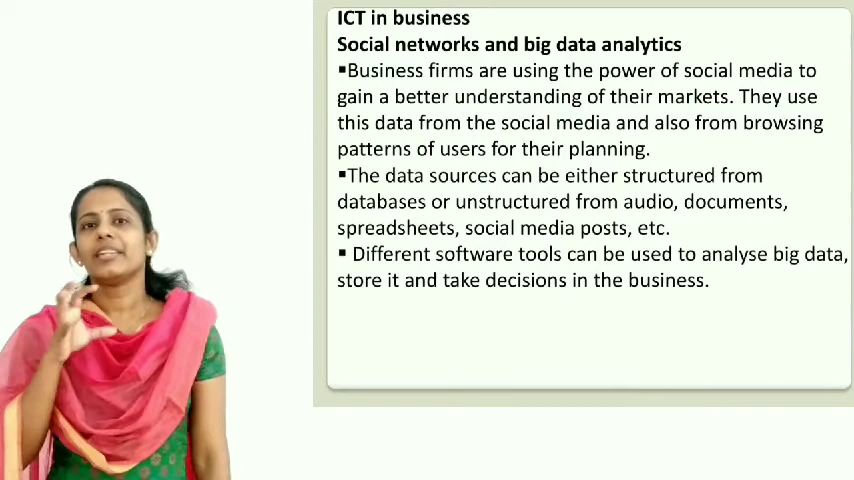 ICT in business
Social networks and big data analytics
▪Business firms are using the power of social media to
gain a better understanding of their markets. They use
this data from the social media and also from browsing
patterns of users for their planning.
▪The data sources can be either structured from
databases or unstructured from audio, documents,
spreadsheets, social media posts, etc.
▪ Different software tools can be used to analyse big data,
store it and take decisions in the business.